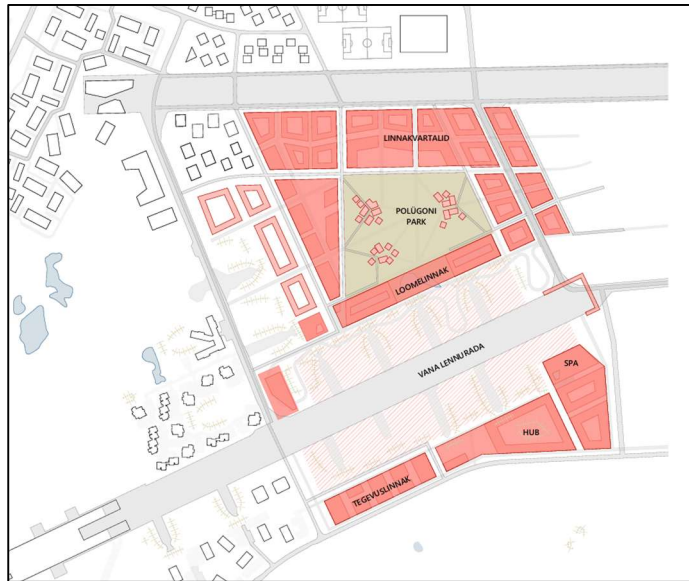 LINNAKVARTALID
POLÜGONI
PARK
LOOMELINNAK
VANA LENNURADA
SPA
HUB
TEGEVUSLINNAK